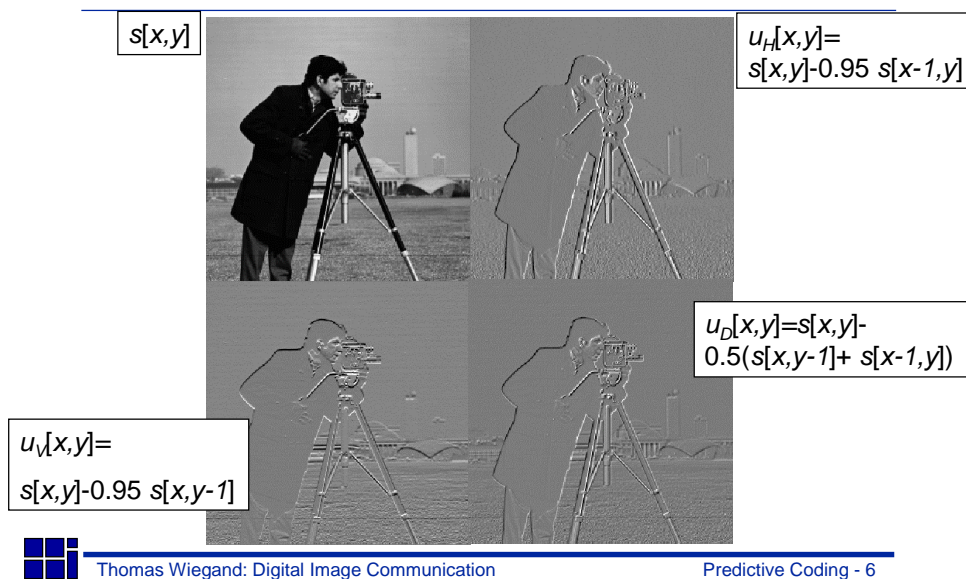 s[x,y]
u_H[x,y]=
s[x,y]-0.95 s[x-1,y]
u_D[x,y]=s[x,y]-
0.5(s[x,y-1]+ s[x-1,y])
u_V[x,y]=
s[x,y]-0.95 s[x,y-1]
Thomas Wiegand: Digital Image Communication
Predictive Coding - 6